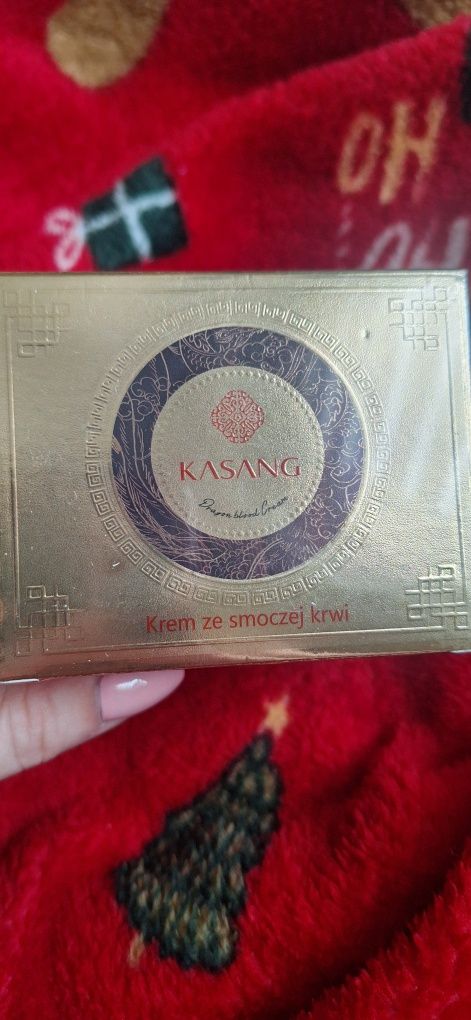 OH
KASANG
Dragon blood Cream
Krem ze smoczej krwi